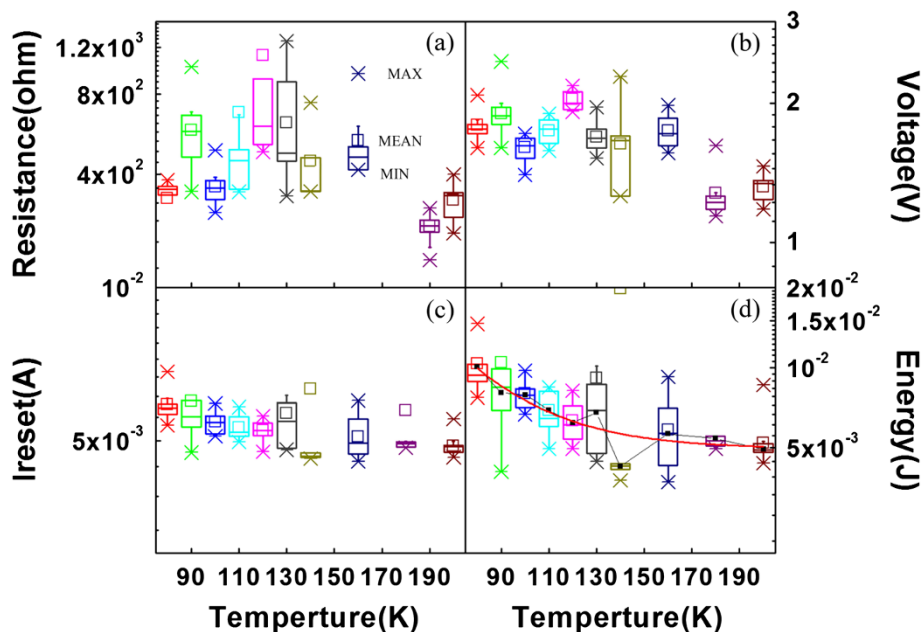 (a)
(b)
Resistance(ohm)
1.2x10³
8x10²
4x10²
10⁻²
MAX
MEAN
MIN
3
2
1
Voltage(V)
(c)
(d)
Ireset(A)
5x10⁻³
2x10⁻²
1.5x10⁻²
10⁻²
5x10⁻³
Energy(J)
90 110 130 150 170 190
90 110 130 150 170 190
Temperture(K)
Temperture(K)